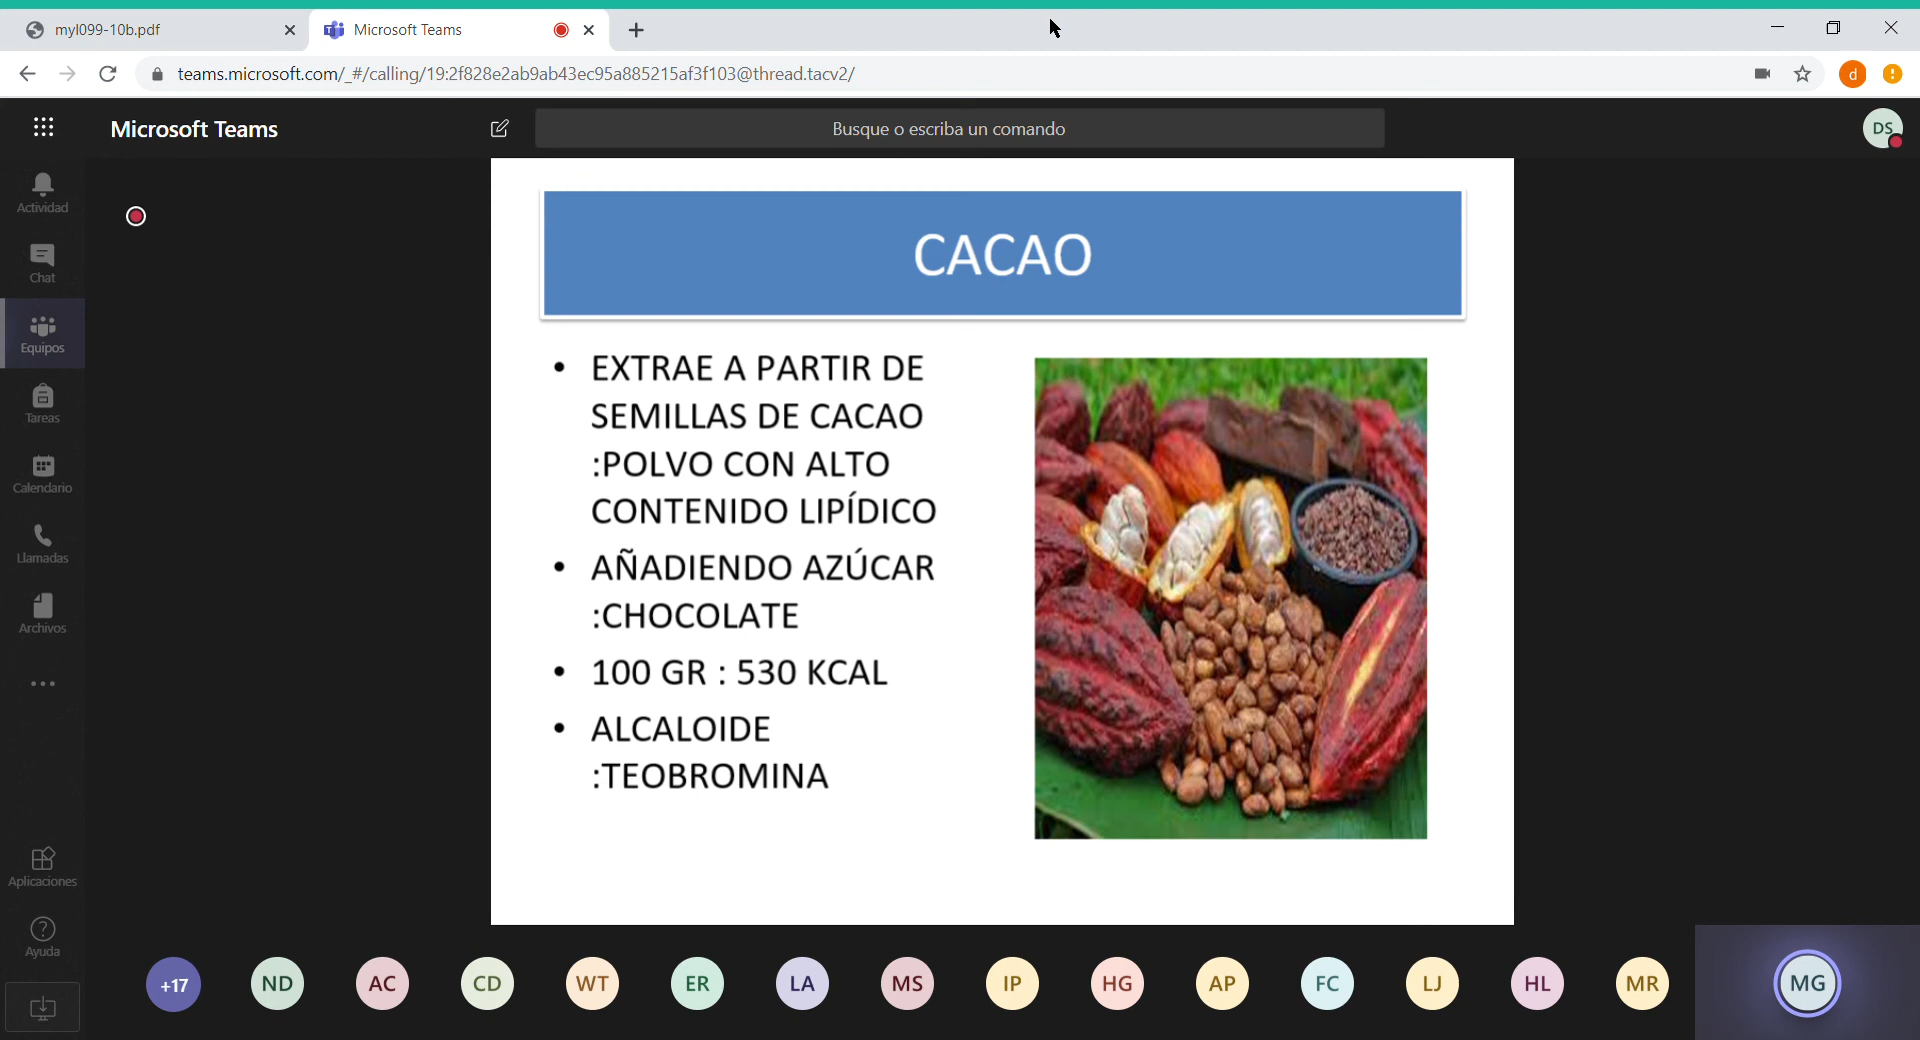 myl099-10b.pdf
Microsoft Teams
teams.microsoft.com/_#/calling/19:2f828e2ab9ab43ec95a885215af3f103@thread.tacv2/
d
Microsoft Teams
Busque o escriba un comando
DS
Actividad
Chat
Equipos
Tareas
Calendario
Llamadas
Archivos
Aplicaciones
Ayuda
CACAO
• EXTRAE A PARTIR DE
SEMILLAS DE CACAO
:POLVO CON ALTO
CONTENIDO LIPÍDICO
• AÑADIENDO AZÚCAR
:CHOCOLATE
• 100 GR : 530 KCAL
• ALCALOIDE
:TEOBROMINA
+17 ND AC CD WT ER LA MS IP HG AP FC LJ HL MR MG